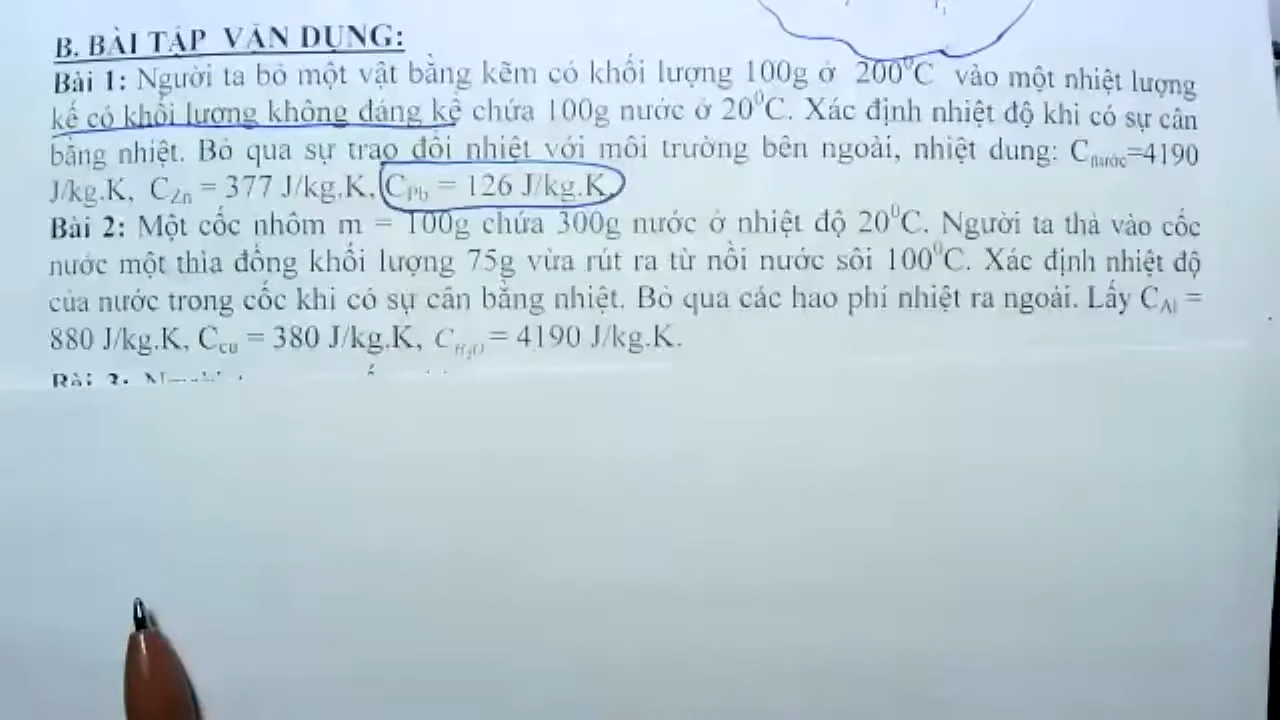 B. BÀI TẬP VẬN DỤNG:
Bài 1: Người ta bỏ một vật bằng kẽm có khối lượng 100g ở 200⁰C vào một nhiệt lượng
kế có khối lượng không đáng kể chứa 100g nước ở 20⁰C. Xác định nhiệt độ khi có sự cân
bằng nhiệt. Bỏ qua sự trao đổi nhiệt với môi trường bên ngoài, nhiệt dung: Cnước=4190
J/kg.K, CZn = 377 J/kg.K, CPb = 126 J/kg.K
Bài 2: Một cốc nhôm m = 100g chứa 300g nước ở nhiệt độ 20⁰C. Người ta thả vào cốc
nước một thìa đồng khối lượng 75g vừa rút ra từ nồi nước sôi 100⁰C. Xác định nhiệt độ
của nước trong cốc khi có sự cân bằng nhiệt. Bỏ qua các hao phí nhiệt ra ngoài. Lấy CAl =
880 J/kg.K, Ccu = 380 J/kg.K, CH₂O = 4190 J/kg.K.